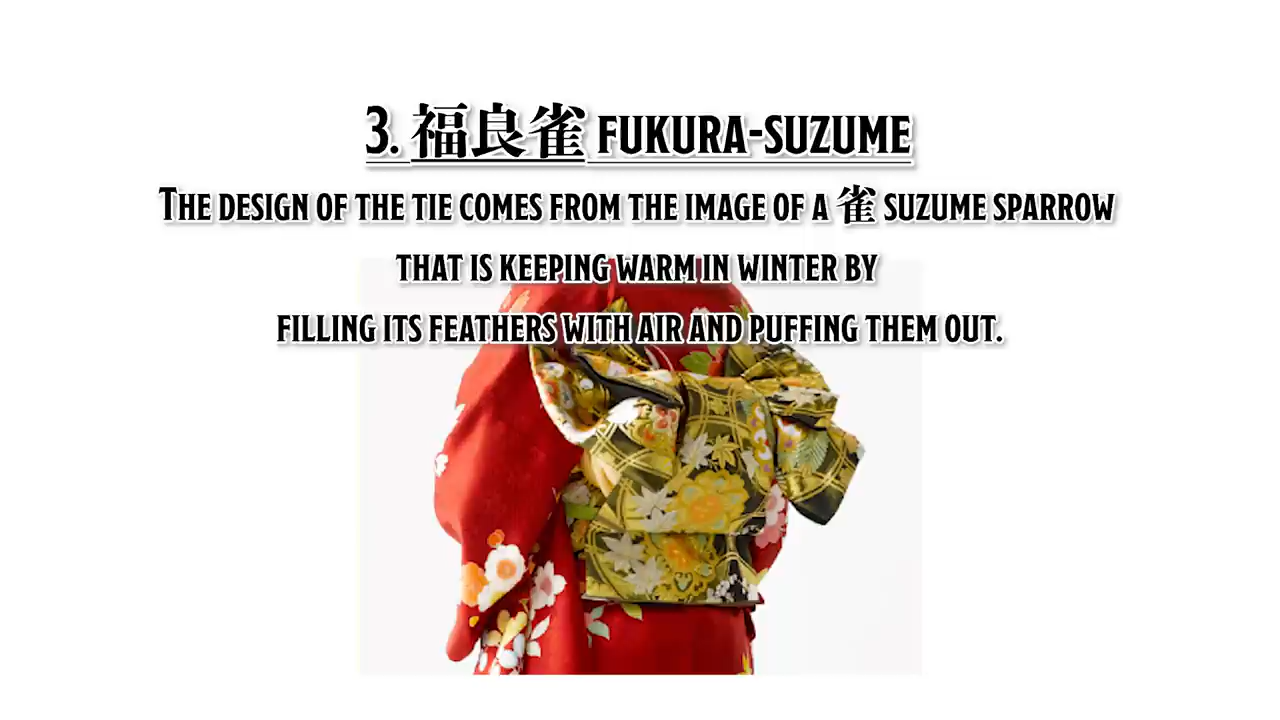 3. 福良雀 FUKURA-SUZUME
THE DESIGN OF THE TIE COMES FROM THE IMAGE OF A 雀 SUZUME SPARROW
THAT IS KEEPING WARM IN WINTER BY
FILLING ITS FEATHERS WITH AIR AND PUFFING THEM OUT.